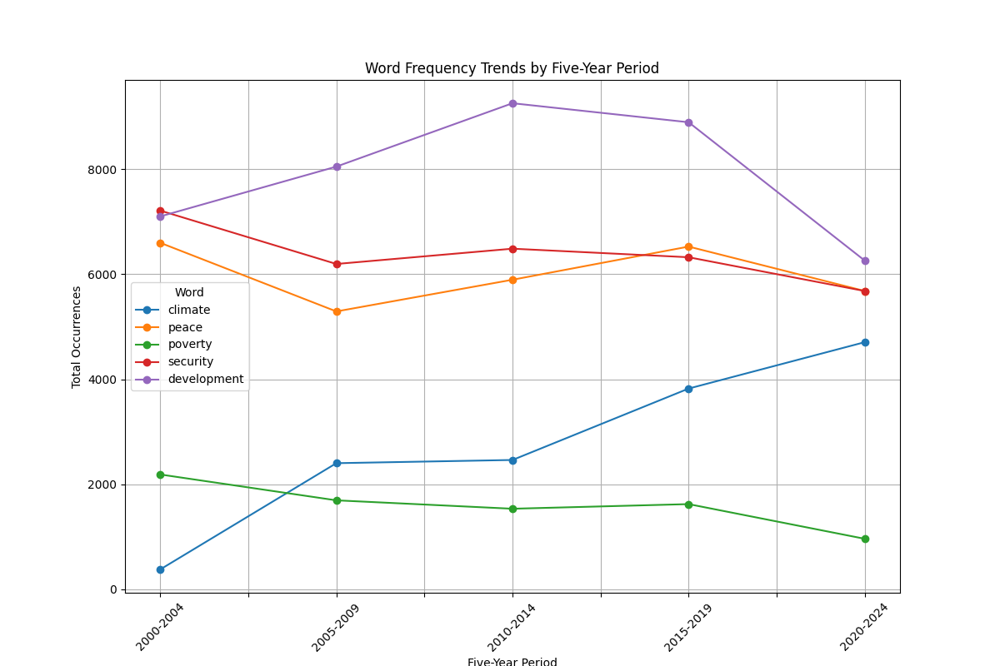 Word Frequency Trends by Five-Year Period
Total Occurrences
8000
6000
4000
2000
0
Word
climate
peace
poverty
security
development
2000-2004
2005-2009
2010-2014
2015-2019
2020-2024
Five-Year Period